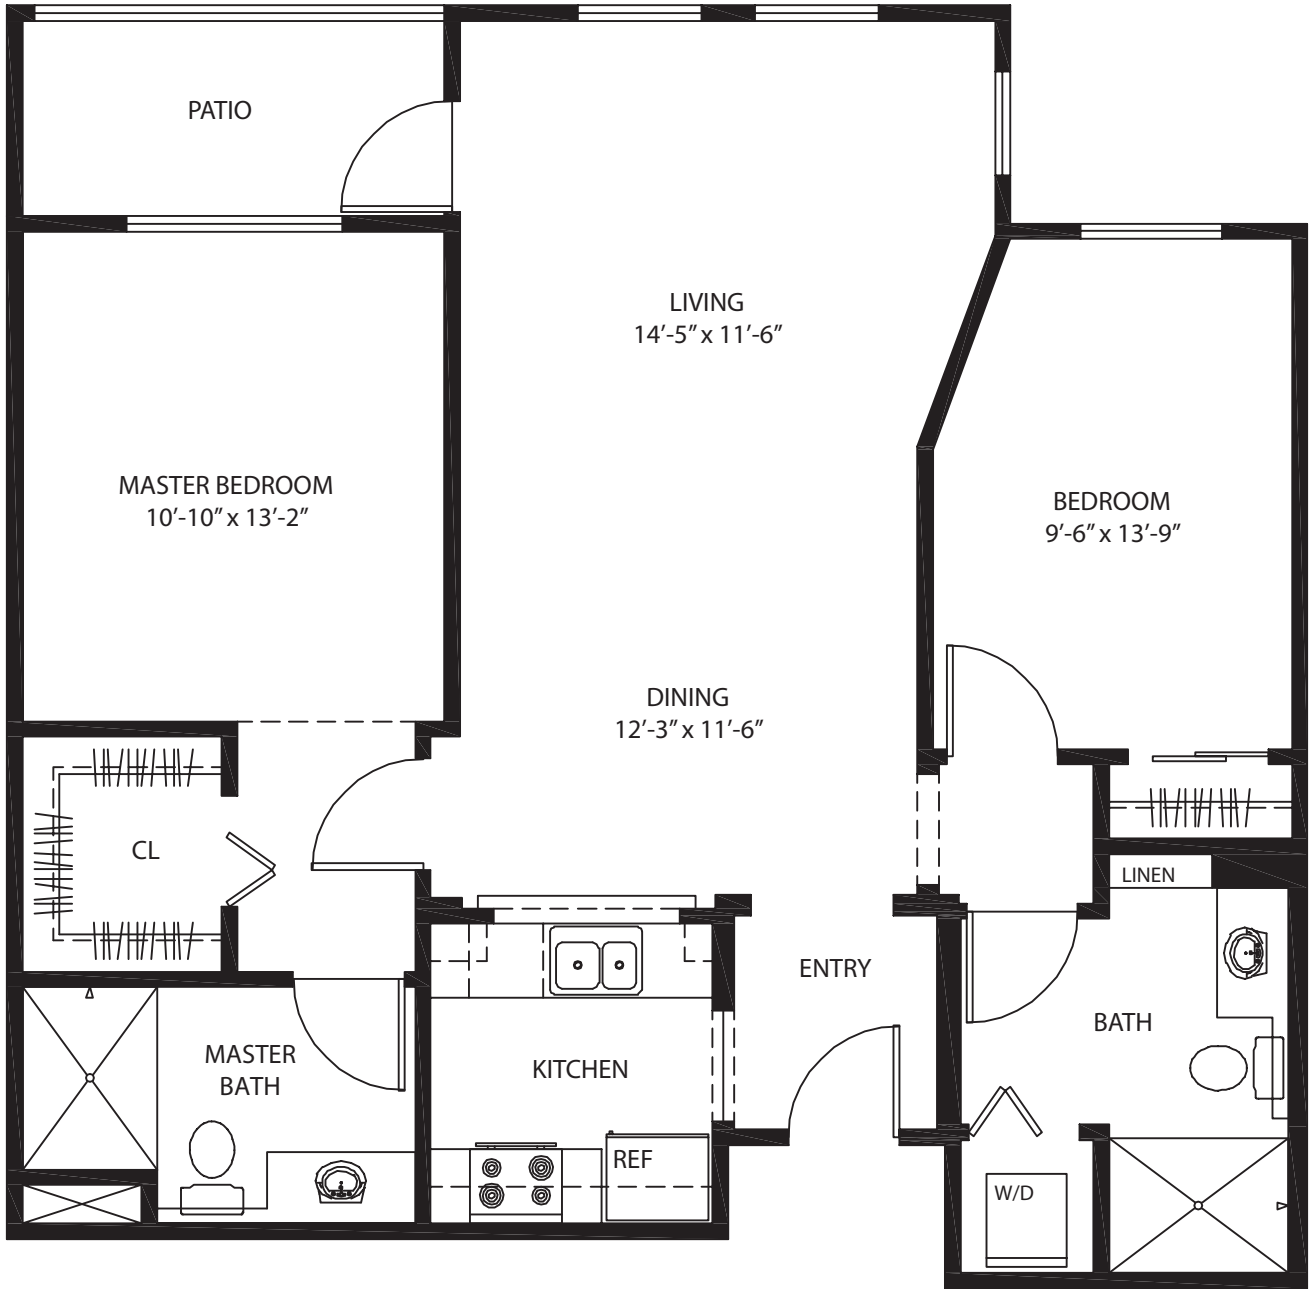 PATIO
LIVING
14’-5” x 11’-6”
MASTER BEDROOM
10’-10” x 13’-2”
BEDROOM
9’-6” x 13’-9”
DINING
12’-3” x 11’-6”
CL
LINEN
ENTRY
BATH
MASTER
BATH
KITCHEN
REF
W/D